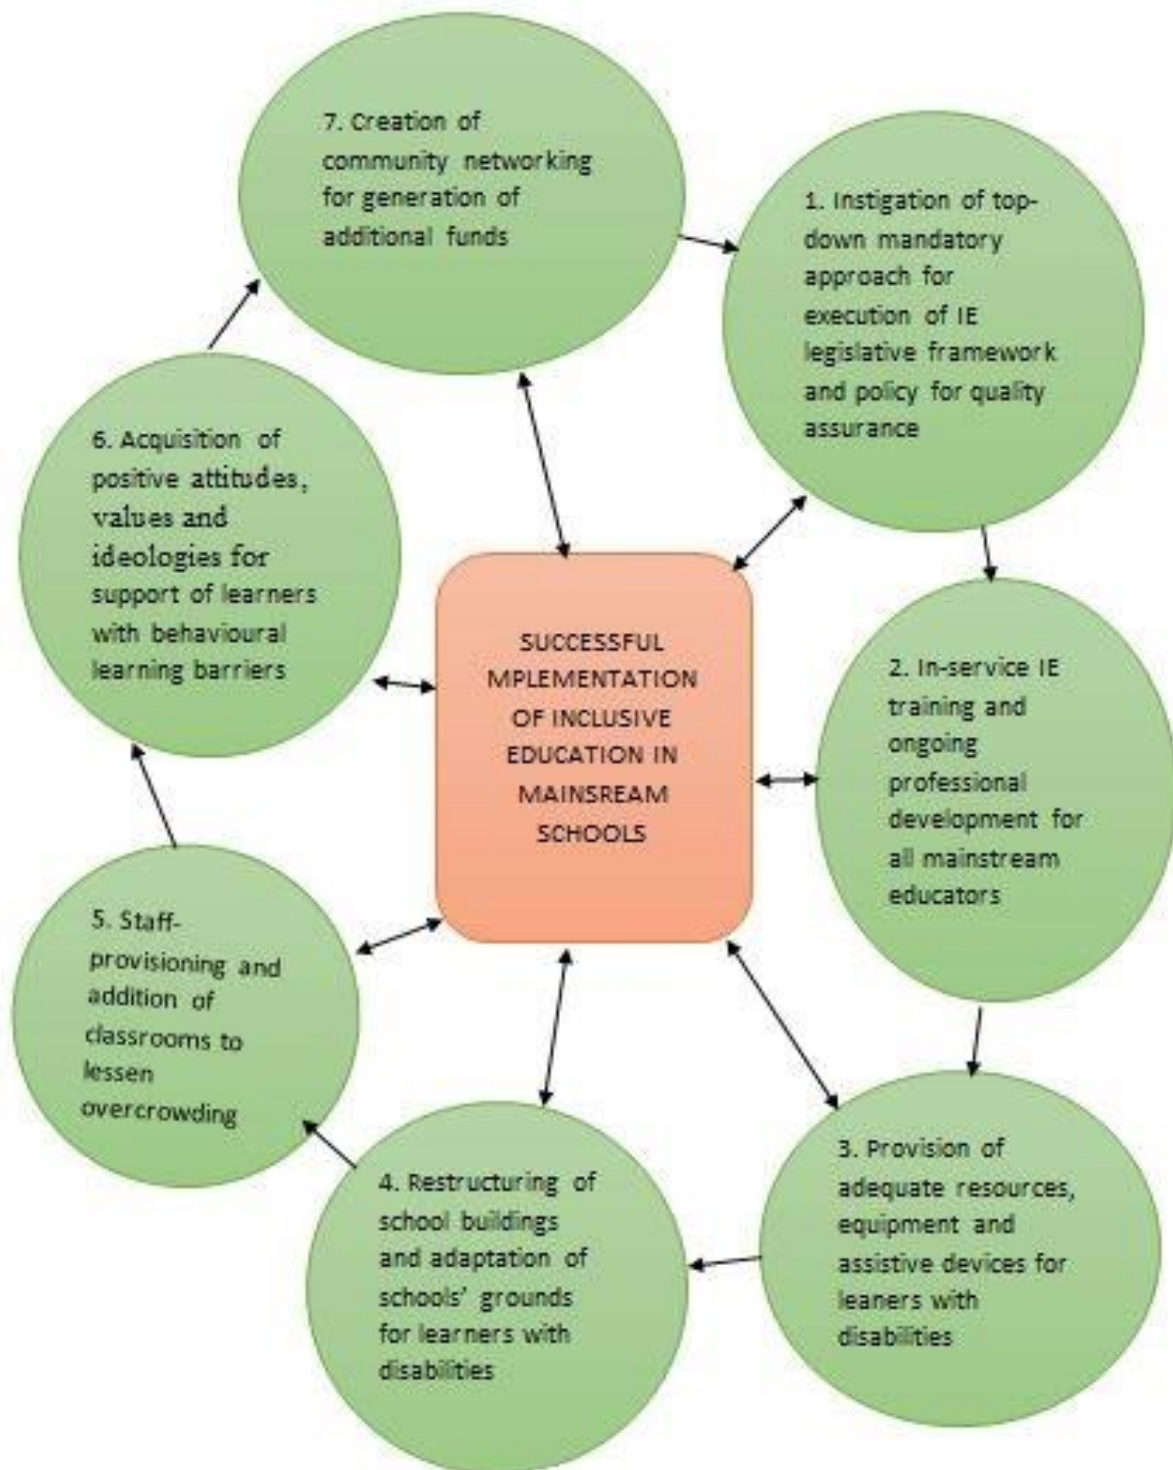 7. Creation of
community networking
for generation of
additional funds
1. Instigation of top-
down mandatory
approach for
execution of IE
legislative framework
and policy for quality
assurance
6. Acquisition of
positive attitudes,
values and
ideologies for
support of learners
with behavioural
learning barriers
SUCCESSFUL
MPLEMENTATION
OF INCLUSIVE
EDUCATION IN
MAINSREAM
SCHOOLS
2. In-service IE
training and
ongoing
professional
development for
all mainstream
educators
5. Staff-
provisioning and
addition of
classrooms to
lessen
overcrowding
4. Restructuring of
school buildings
and adaptation of
schools’ grounds
for learners with
disabilities
3. Provision of
adequate resources,
equipment and
assistive devices for
leaners with
disabilities